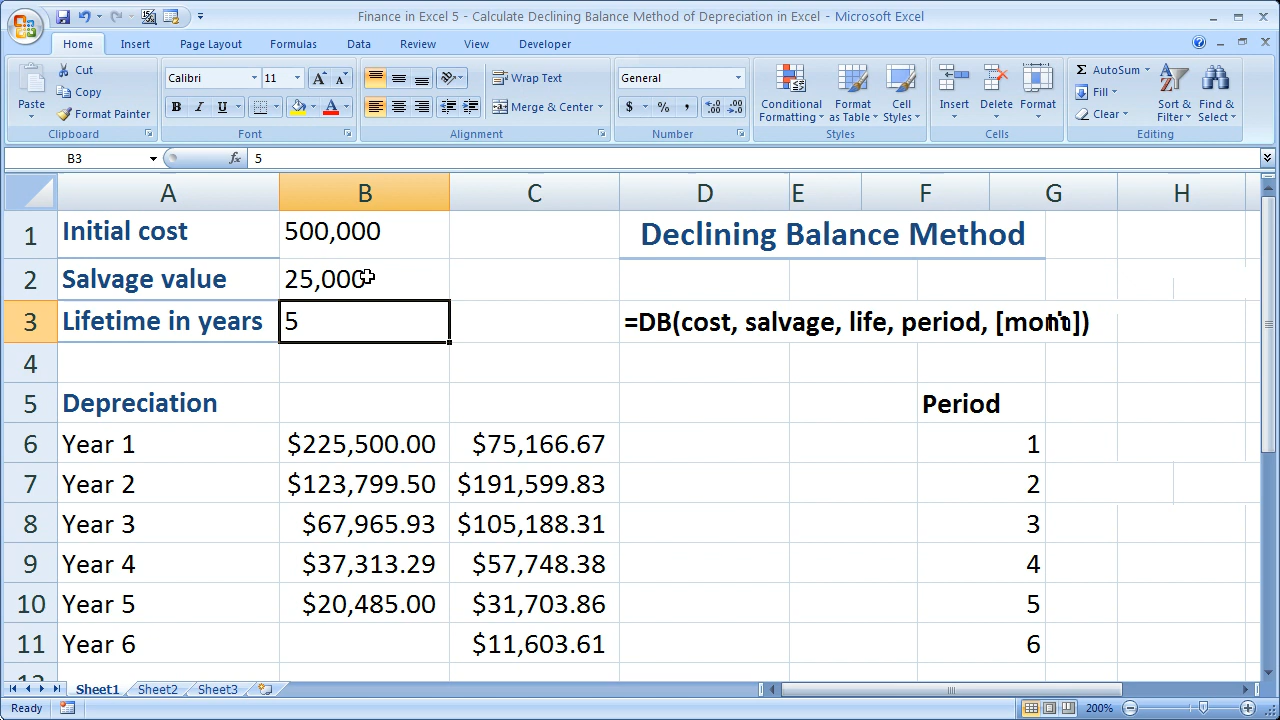 Finance in Excel 5 - Calculate Declining Balance Method of Depreciation in Excel - Microsoft Excel
Home Insert Page Layout Formulas Data Review View Developer
Paste Cut Copy Format Painter Clipboard
Calibri 11 B I U Font
Wrap Text Merge & Center Alignment
General $ % , Number
Conditional Formatting Format as Table Cell Styles Styles
Insert Delete Format Cells
Σ AutoSum Fill Clear Sort & Filter Find & Select Editing
B3 fx 5
A B C D E F G H
1 Initial cost 500,000 Declining Balance Method
2 Salvage value 25,000
3 Lifetime in years 5 =DB(cost, salvage, life, period, [month])
4
5 Depreciation Period
6 Year 1 $225,500.00 $75,166.67 1
7 Year 2 $123,799.50 $191,599.83 2
8 Year 3 $67,965.93 $105,188.31 3
9 Year 4 $37,313.29 $57,748.38 4
10 Year 5 $20,485.00 $31,703.86 5
11 Year 6 $11,603.61 6
Sheet1 Sheet2 Sheet3
Ready 200%